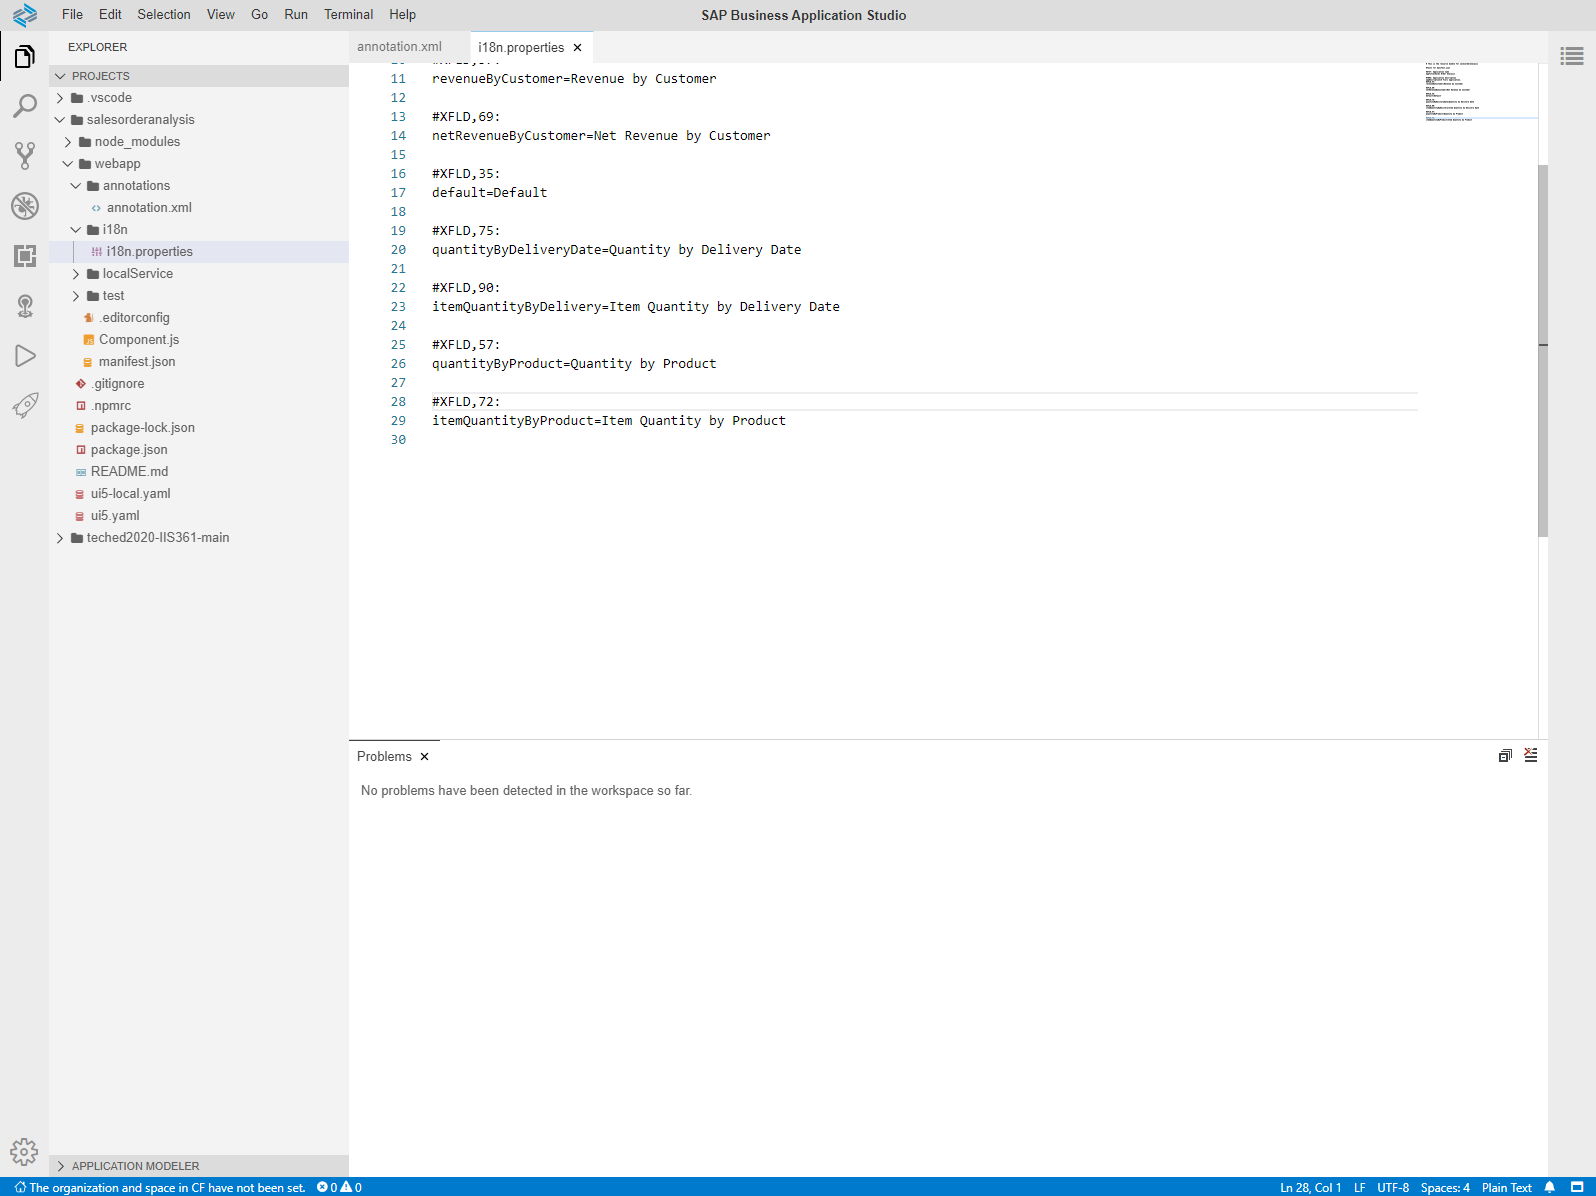 File Edit Selection View Go Run Terminal Help
SAP Business Application Studio
EXPLORER
PROJECTS
.vscode
salesorderanalysis
node_modules
webapp
annotations
annotation.xml
i18n
i18n.properties
localService
test
.editorconfig
Component.js
manifest.json
.gitignore
.npmrc
package-lock.json
package.json
README.md
ui5-local.yaml
ui5.yaml
teched2020-IIS361-main
APPLICATION MODELER
annotation.xml
i18n.properties
11 revenueByCustomer=Revenue by Customer
12
13 #XFLD,69:
14 netRevenueByCustomer=Net Revenue by Customer
15
16 #XFLD,35:
17 default=Default
18
19 #XFLD,75:
20 quantityByDeliveryDate=Quantity by Delivery Date
21
22 #XFLD,90:
23 itemQuantityByDelivery=Item Quantity by Delivery Date
24
25 #XFLD,57:
26 quantityByProduct=Quantity by Product
27
28 #XFLD,72:
29 itemQuantityByProduct=Item Quantity by Product
30
Problems
No problems have been detected in the workspace so far.
The organization and space in CF have not been set. 0 0
Ln 28, Col 1 LF UTF-8 Spaces: 4 Plain Text